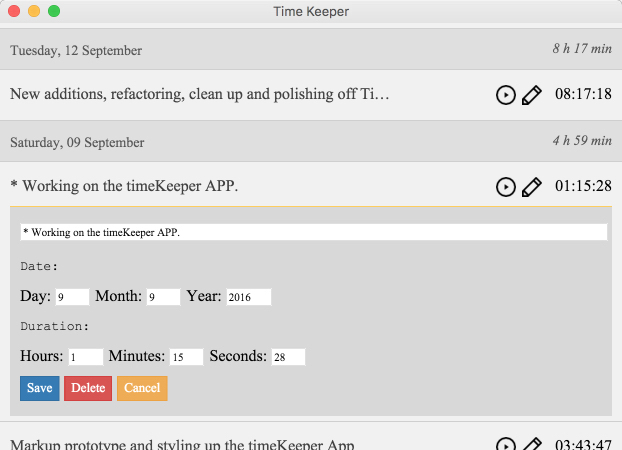 Time Keeper
Tuesday, 12 September 8 h 17 min
New additions, refactoring, clean up and polishing off Ti… 08:17:18
Saturday, 09 September 4 h 59 min
* Working on the timeKeeper APP. 01:15:28
* Working on the timeKeeper APP.
Date:
Day: 9 Month: 9 Year: 2016
Duration:
Hours: 1 Minutes: 15 Seconds: 28
Save Delete Cancel
Markup prototype and styling up the timeKeeper App 03:43:47